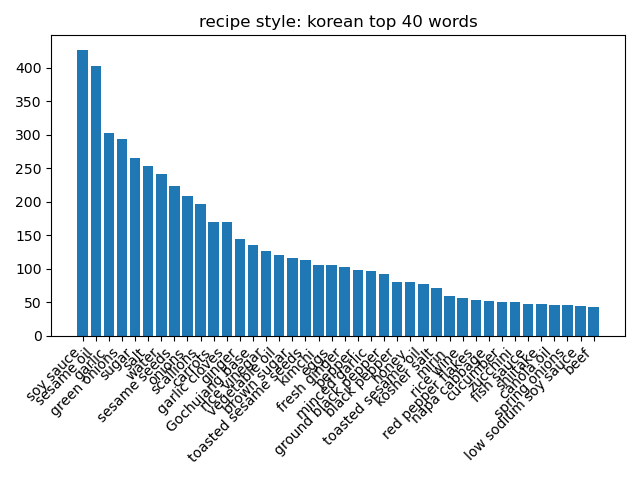 recipe style: korean top 40 words
400
350
300
250
200
150
100
50
0
soy sauce
sesame oil
garlic
green onions
sugar
salt
water
sesame seeds
onions
scallions
carrots
garlic cloves
ginger
Gochujang base
rice vinegar
vegetable oil
brown sugar
toasted sesame seeds
kimchi
eggs
fresh ginger
pepper
minced garlic
ground black pepper
black pepper
honey
toasted sesame oil
kosher salt
mirin
rice wine
red pepper flakes
napa cabbage
cucumber
zucchini
fish sauce
shiitake
canola oil
spring onions
rice
low sodium soy sauce
beef